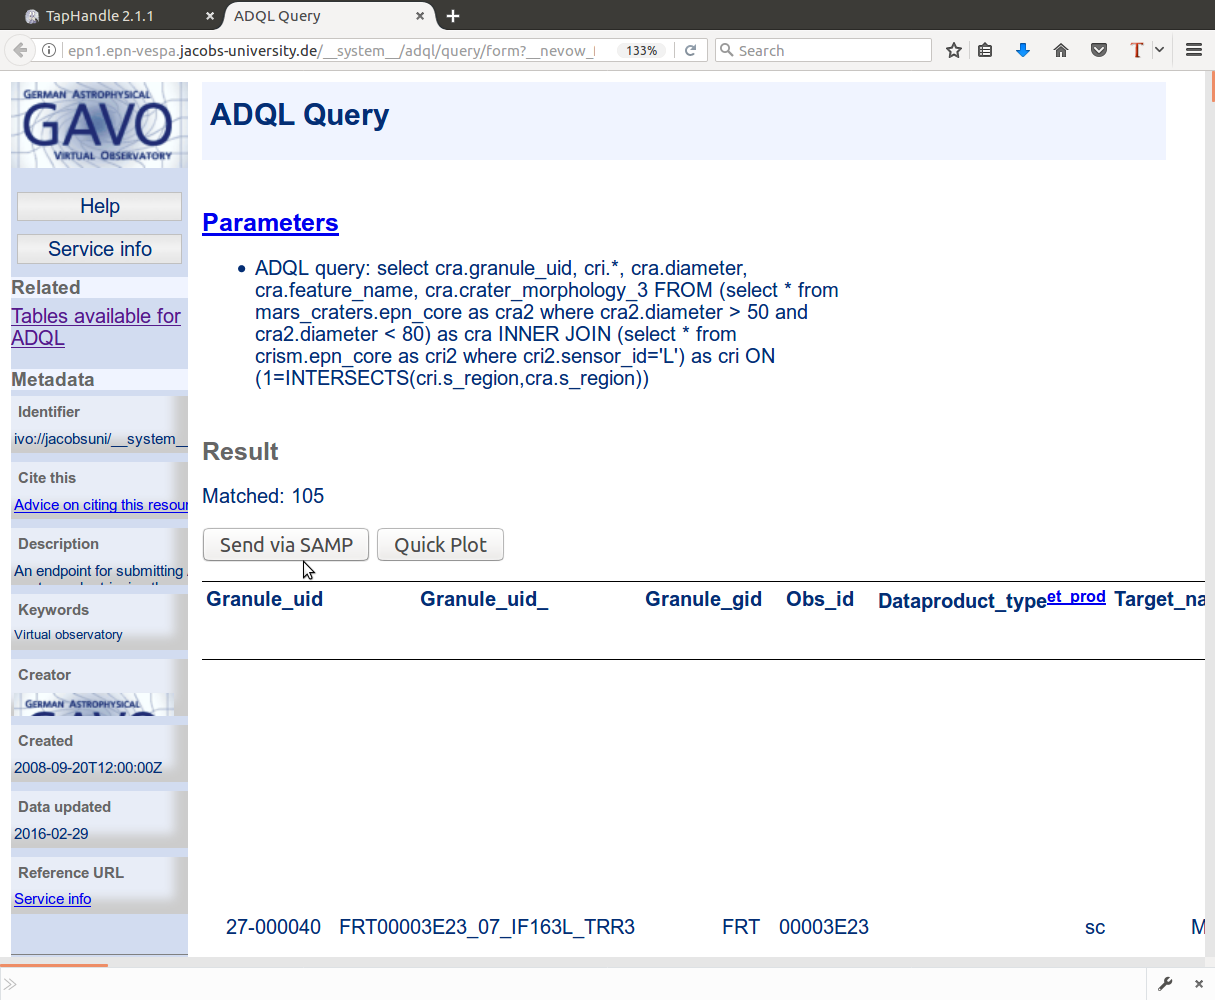 TapHandle 2.1.1
ADQL Query
epn1.epn-vespa.jacobs-university.de/__system__/adql/query/form?__nevow_
133%
Search
GERMAN ASTROPHYSICAL
GAVO
VIRTUAL OBSERVATORY
Help
Service info
Related
Tables available for
ADQL
Metadata
Identifier
ivo://jacobsuni/__system__
Cite this
Advice on citing this resour
Description
An endpoint for submitting
Keywords
Virtual observatory
Creator
GERMAN ASTROPHYSICAL
GAVO
Created
2008-09-20T12:00:00Z
Data updated
2016-02-29
Reference URL
Service info
ADQL Query
Parameters
• ADQL query: select cra.granule_uid, cri.*, cra.diameter,
cra.feature_name, cra.crater_morphology_3 FROM (select * from
mars_craters.epn_core as cra2 where cra2.diameter > 50 and
cra2.diameter < 80) as cra INNER JOIN (select * from
crism.epn_core as cri2 where cri2.sensor_id='L') as cri ON
(1=INTERSECTS(cri.s_region,cra.s_region))
Result
Matched: 105
Send via SAMP Quick Plot
Granule_uid Granule_uid_ Granule_gid Obs_id Dataproduct_type et_prod Target_na
27-000040 FRT00003E23_07_IF163L_TRR3 FRT 00003E23 sc M